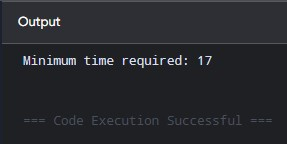 Output
Minimum time required: 17
=== Code Execution Successful ===